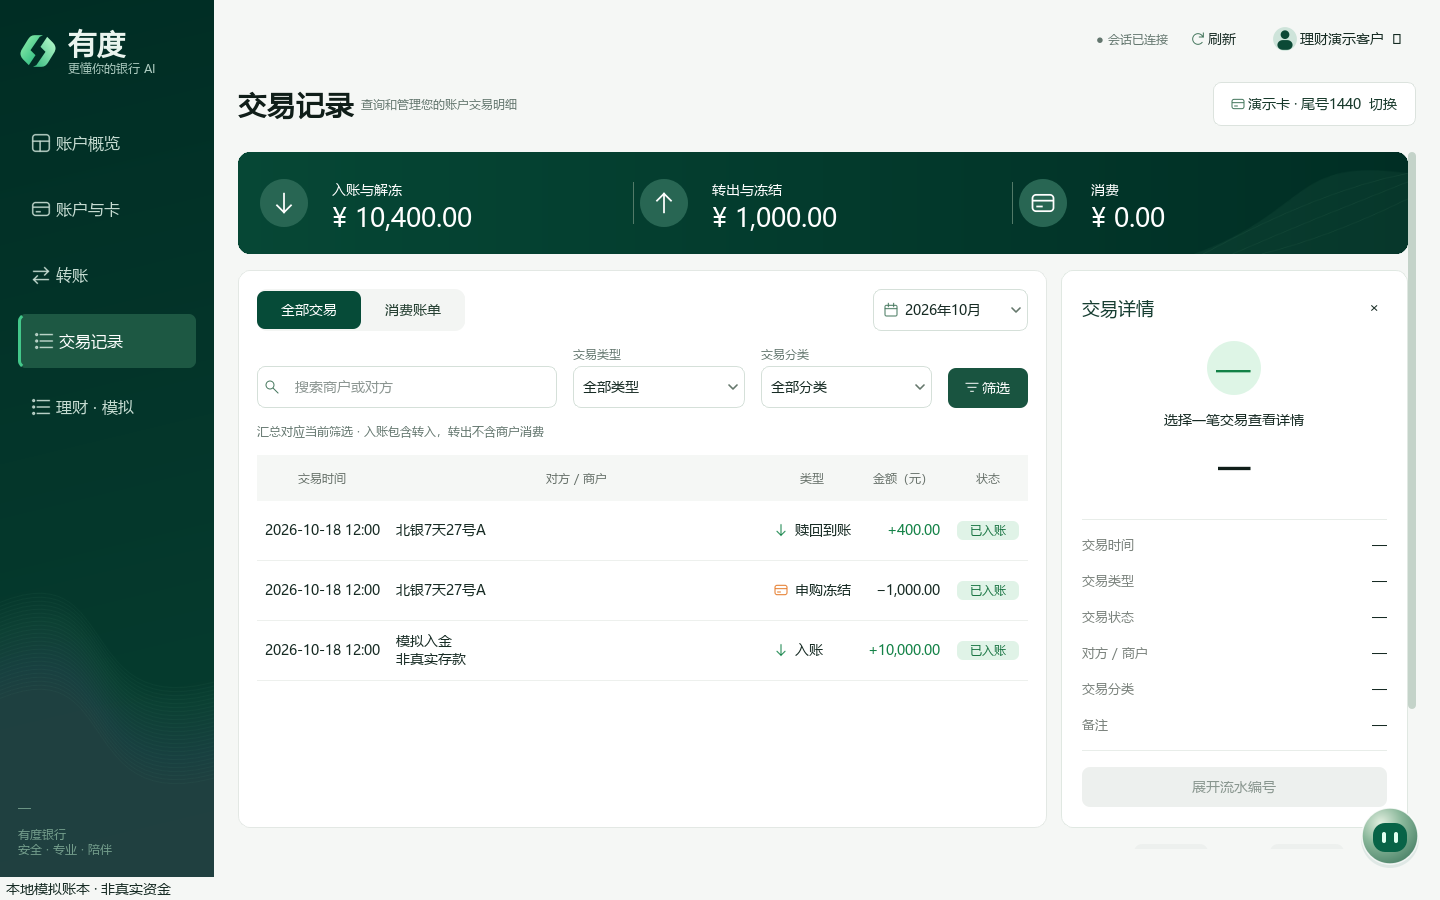 有度
更懂你的银行 AI
账户概览
账户与卡
转账
交易记录
理财 · 模拟
—
有度银行
安全 · 专业 · 陪伴
本地模拟账本 · 非真实资金
会话已连接
刷新
理财演示客户
交易记录 查询和管理您的账户交易明细
演示卡 · 尾号1440 切换
入账与解冻
¥ 10,400.00
转出与冻结
¥ 1,000.00
消费
¥ 0.00
全部交易 消费账单
2026年10月
搜索商户或对方
交易类型
全部类型
交易分类
全部分类
筛选
汇总对应当前筛选 · 入账包含转入，转出不含商户消费
交易时间 对方 / 商户 类型 金额（元） 状态
2026-10-18 12:00 北银7天27号A 赎回到账 +400.00 已入账
2026-10-18 12:00 北银7天27号A 申购冻结 −1,000.00 已入账
2026-10-18 12:00 模拟入金
非真实存款 入账 +10,000.00 已入账
交易详情 ×
—
选择一笔交易查看详情
—
交易时间 —
交易类型 —
交易状态 —
对方 / 商户 —
交易分类 —
备注 —
展开流水编号